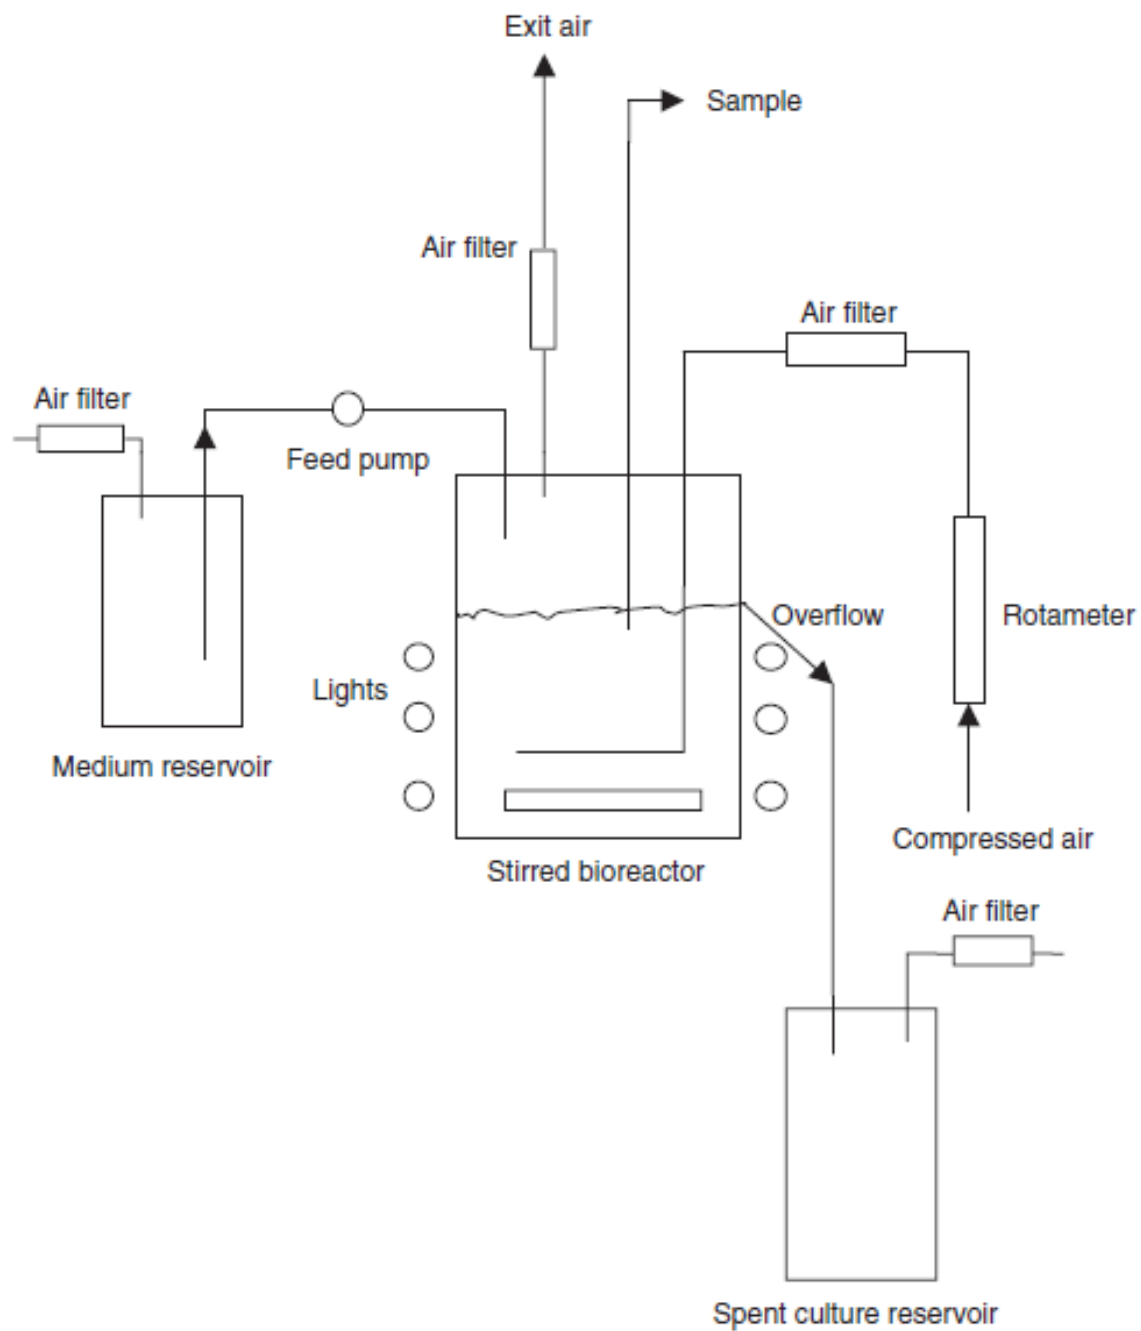 Exit air
Sample
Air filter
Air filter
Air filter
Feed pump
Overflow
Rotameter
Lights
Medium reservoir
Compressed air
Stirred bioreactor
Air filter
Spent culture reservoir